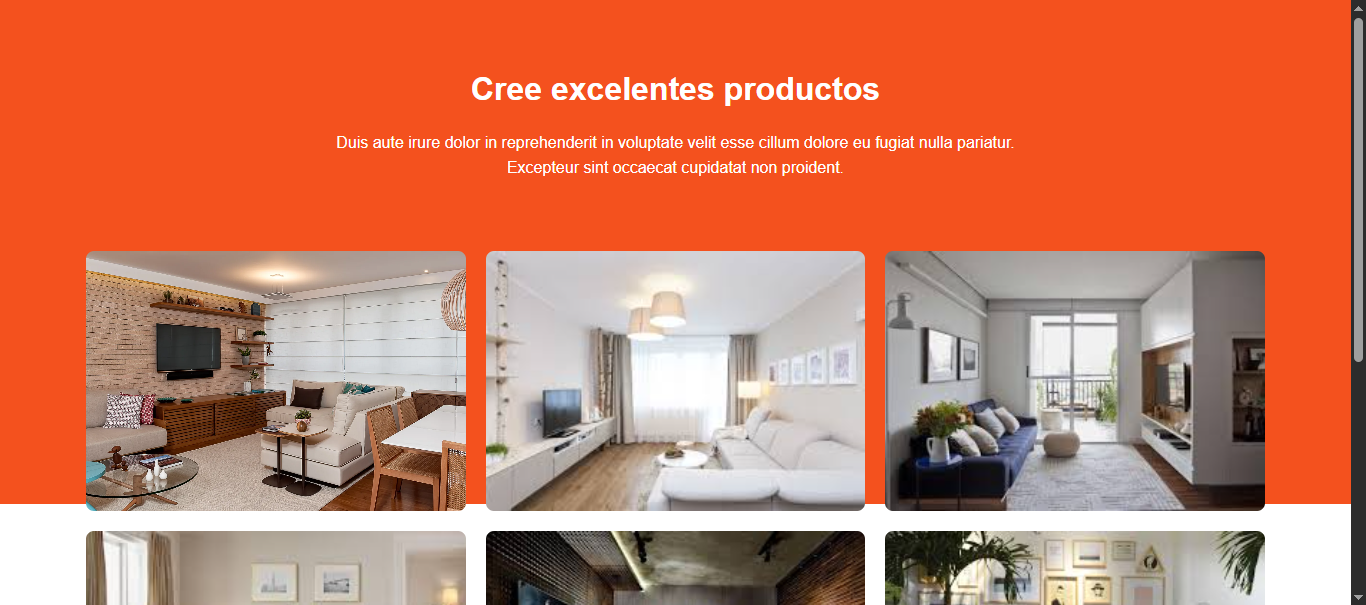 Cree excelentes productos
Duis aute irure dolor in reprehenderit in voluptate velit esse cillum dolore eu fugiat nulla pariatur.
Excepteur sint occaecat cupidatat non proident.